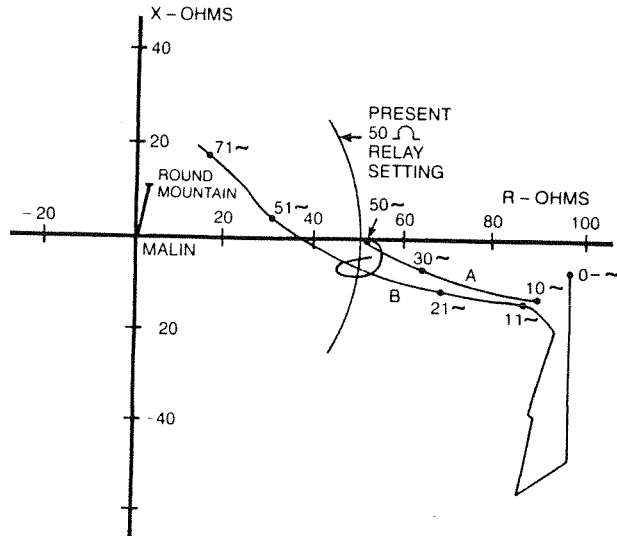 X – OHMS
40
PRESENT
50 Ω
RELAY
SETTING
20
71~
ROUND
MOUNTAIN
R – OHMS
51~
50~
-20
20
40
60
80
100
MALIN
30~
A
0-~
10~
B
21~
11~
20
-40